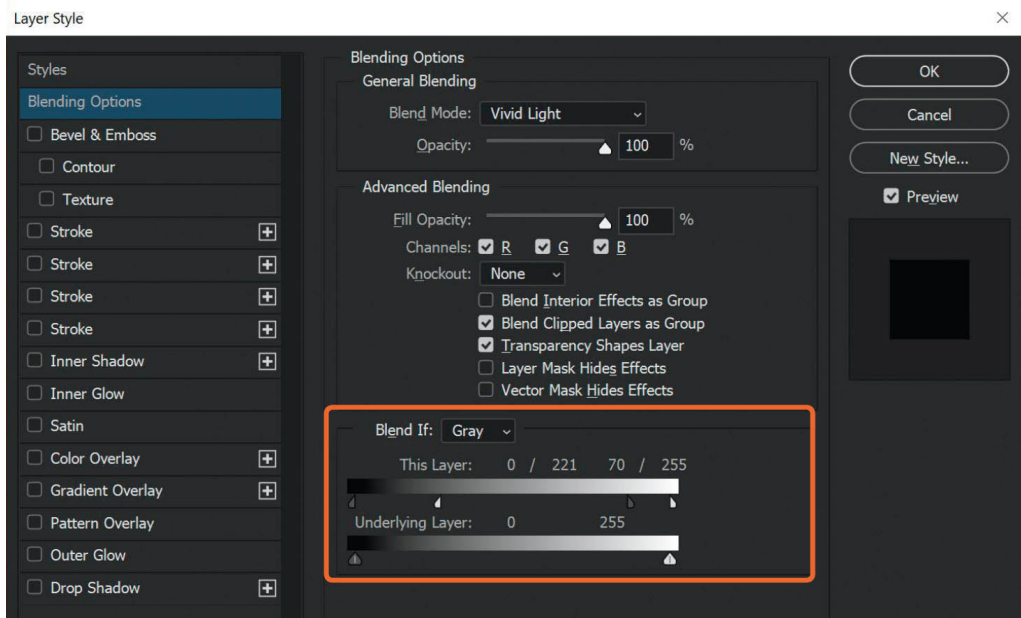 Layer Style
Styles
Blending Options
Bevel & Emboss
Contour
Texture
Stroke
Stroke
Stroke
Stroke
Inner Shadow
Inner Glow
Satin
Color Overlay
Gradient Overlay
Pattern Overlay
Outer Glow
Drop Shadow
Blending Options
General Blending
Blend Mode: Vivid Light
Opacity: 100 %
Advanced Blending
Fill Opacity: 100 %
Channels: R G B
Knockout: None
Blend Interior Effects as Group
Blend Clipped Layers as Group
Transparency Shapes Layer
Layer Mask Hides Effects
Vector Mask Hides Effects
Blend If: Gray
This Layer: 0 / 221 70 / 255
Underlying Layer: 0 255
OK
Cancel
New Style...
Preview